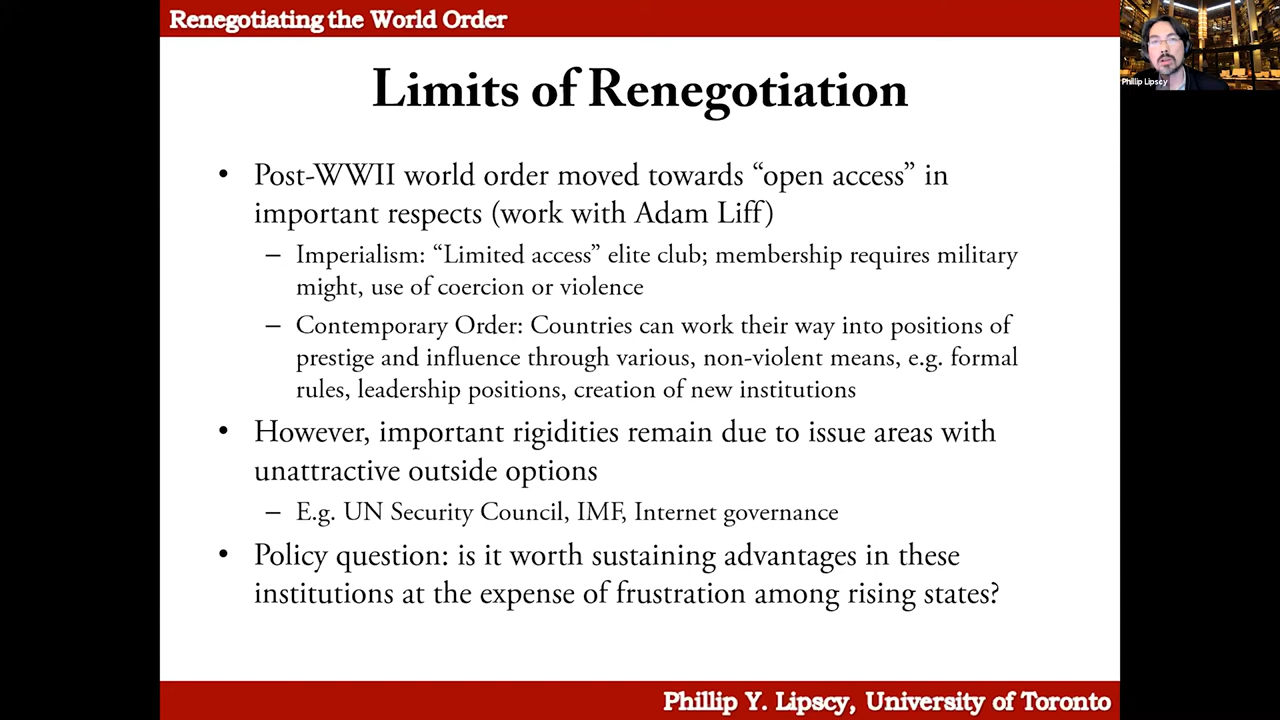 Renegotiating the World Order
Phillip Lipscy
Limits of Renegotiation
• Post-WWII world order moved towards “open access” in
important respects (work with Adam Liff)
– Imperialism: “Limited access” elite club; membership requires military
might, use of coercion or violence
– Contemporary Order: Countries can work their way into positions of
prestige and influence through various, non-violent means, e.g. formal
rules, leadership positions, creation of new institutions
• However, important rigidities remain due to issue areas with
unattractive outside options
– E.g. UN Security Council, IMF, Internet governance
• Policy question: is it worth sustaining advantages in these
institutions at the expense of frustration among rising states?
Phillip Y. Lipscy, University of Toronto